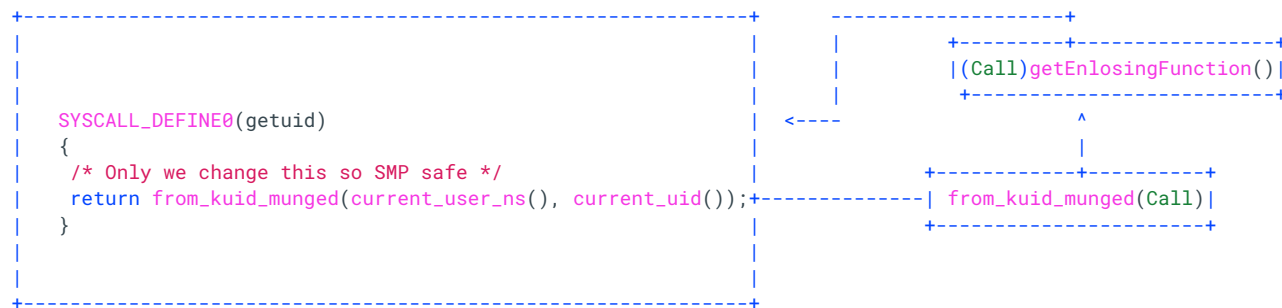 |(Call)getEnlosingFunction()|
SYSCALL_DEFINE0(getuid)
<----
^
{
/* Only we change this so SMP safe */
return from_kuid_munged(current_user_ns(), current_uid());
| from_kuid_munged(Call)|
}